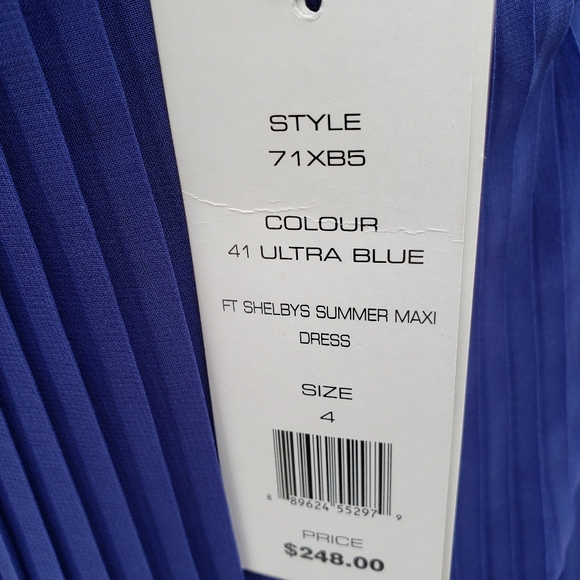 STYLE
71XB5
COLOUR
41 ULTRA BLUE
FT SHELBYS SUMMER MAXI
DRESS
SIZE
4
8 89624 55297 9
PRICE
$248.00